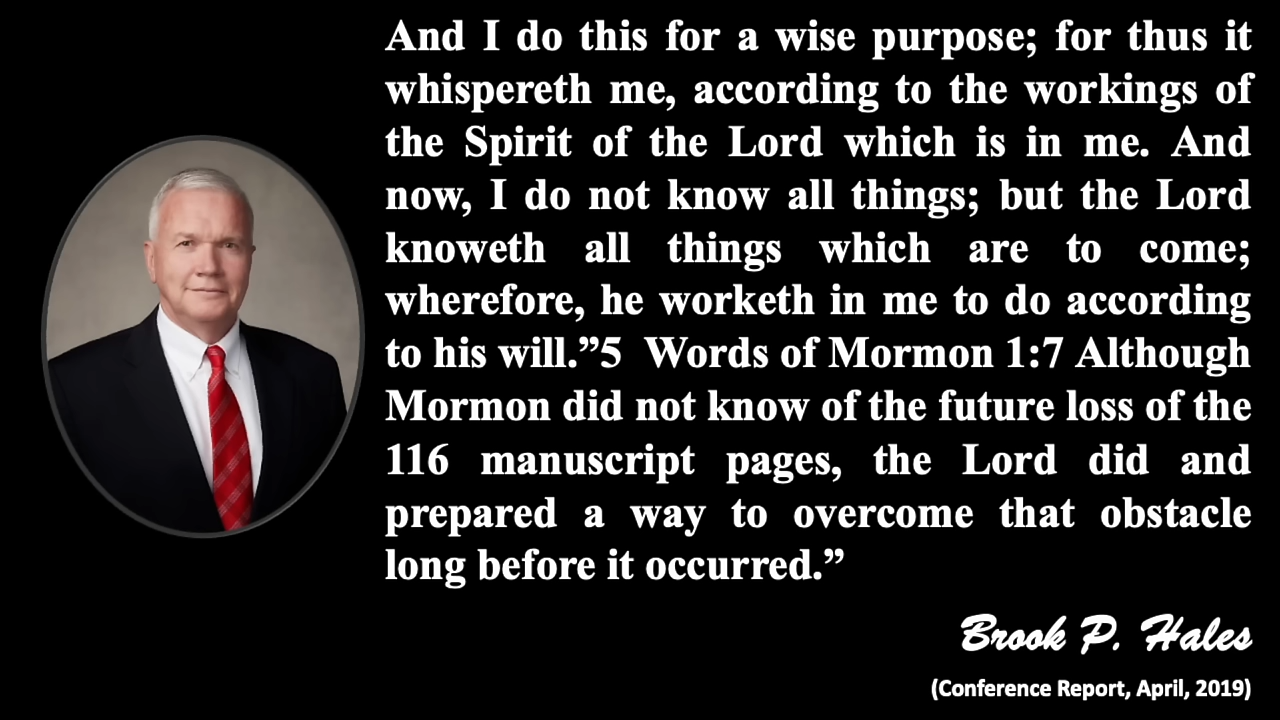 And I do this for a wise purpose; for thus it
whispereth me, according to the workings of
the Spirit of the Lord which is in me. And
now, I do not know all things; but the Lord
knoweth all things which are to come;
wherefore, he worketh in me to do according
to his will.”5  Words of Mormon 1:7 Although
Mormon did not know of the future loss of the
116 manuscript pages, the Lord did and
prepared a way to overcome that obstacle
long before it occurred.”
Brook P. Hales
(Conference Report, April, 2019)